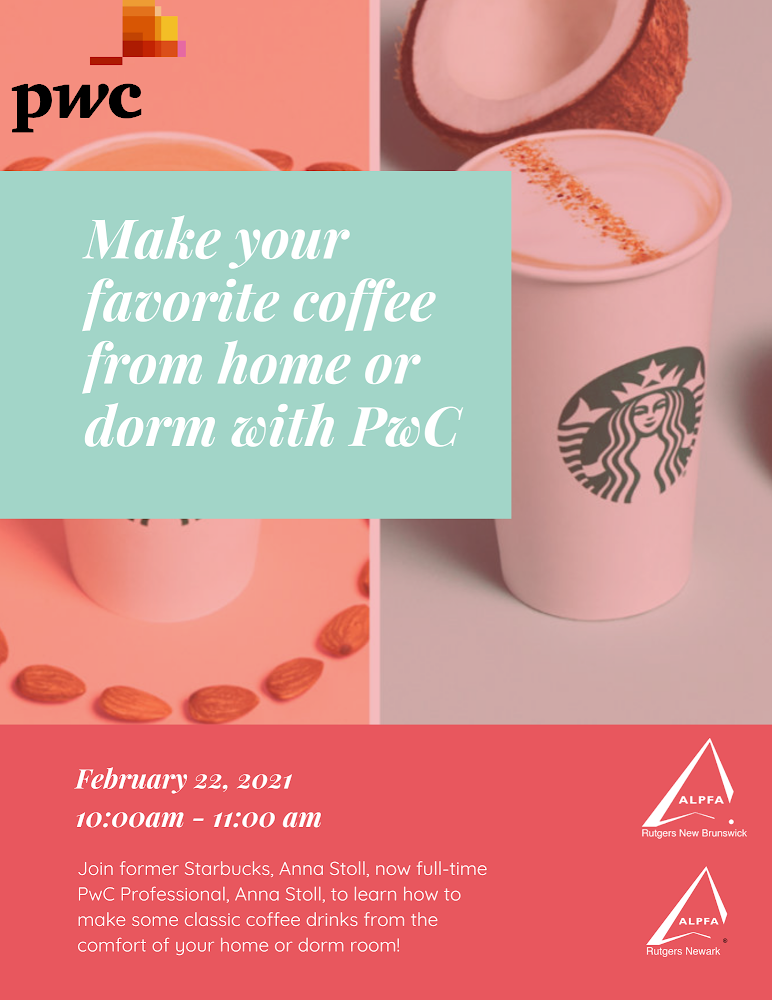 pwc
Make your
favorite coffee
from home or
dorm with PwC
February 22, 2021
10:00am - 11:00 am
Join former Starbucks, Anna Stoll, now full-time
PwC Professional, Anna Stoll, to learn how to
make some classic coffee drinks from the
comfort of your home or dorm room!
ALPFA
Rutgers New Brunswick
ALPFA
Rutgers Newark